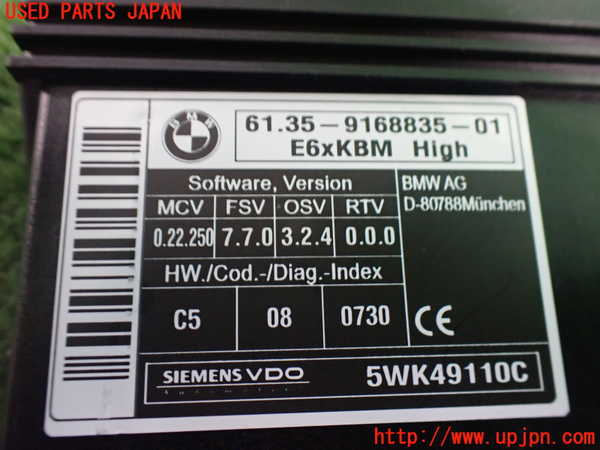 USED PARTS JAPAN
BMW
61.35-9168835-01
E6xKBM High
Software, Version
MCV FSV OSV RTV
0.22.250 7.7.0 3.2.4 0.0.0
HW./Cod.-/Diag.-Index
C5 08 0730
BMW AG
D-80788München
CE
SIEMENS VDO
Automotive
5WK49110C
http://www.upjpn.com